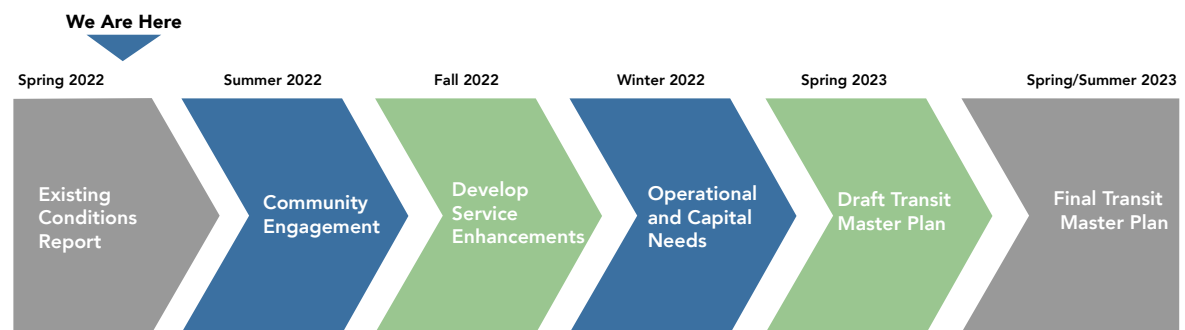 We Are Here
Spring 2022
Summer 2022
Fall 2022
Winter 2022
Spring 2023
Spring/Summer 2023
Existing
Conditions
Report
Community
Engagement
Develop
Service
Enhancements
Operational
and Capital
Needs
Draft Transit
Master Plan
Final Transit
Master Plan